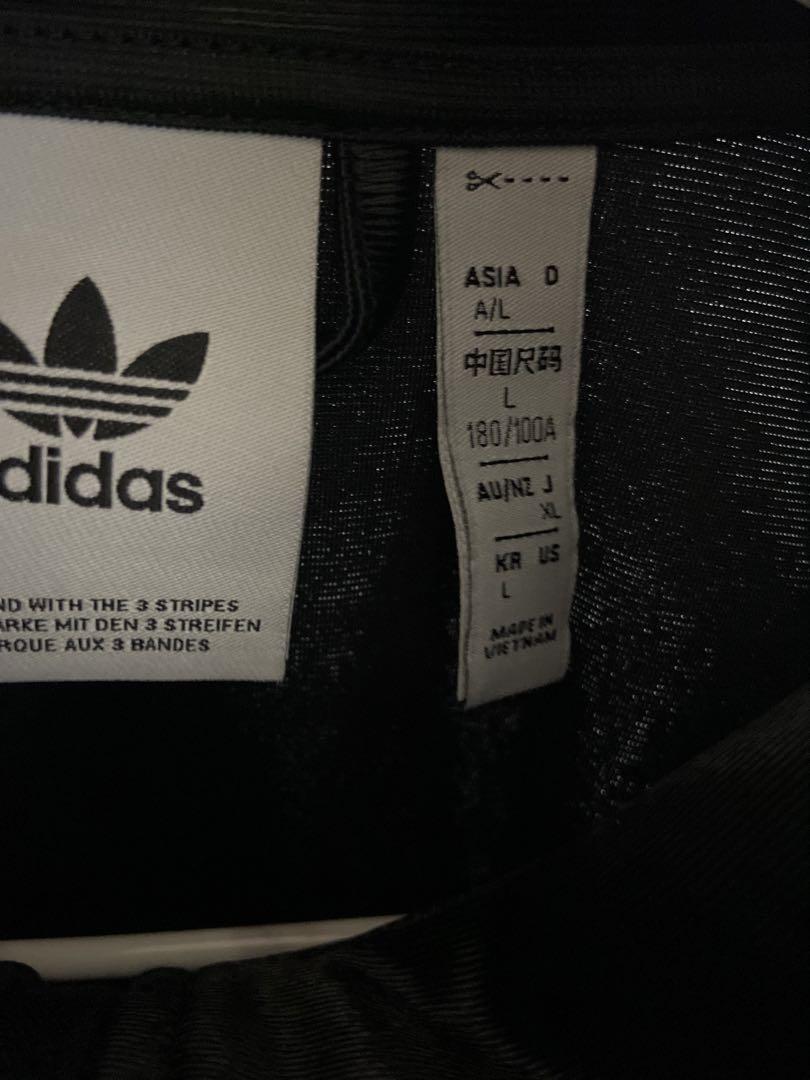 didas
ND WITH THE 3 STRIPES
ARKE MIT DEN 3 STREIFEN
RQUE AUX 3 BANDES
ASIA D
A/L
中国尺码
L
180/100A
AU/NZ J
XL
KR US
L
MADE IN
VIETNAM